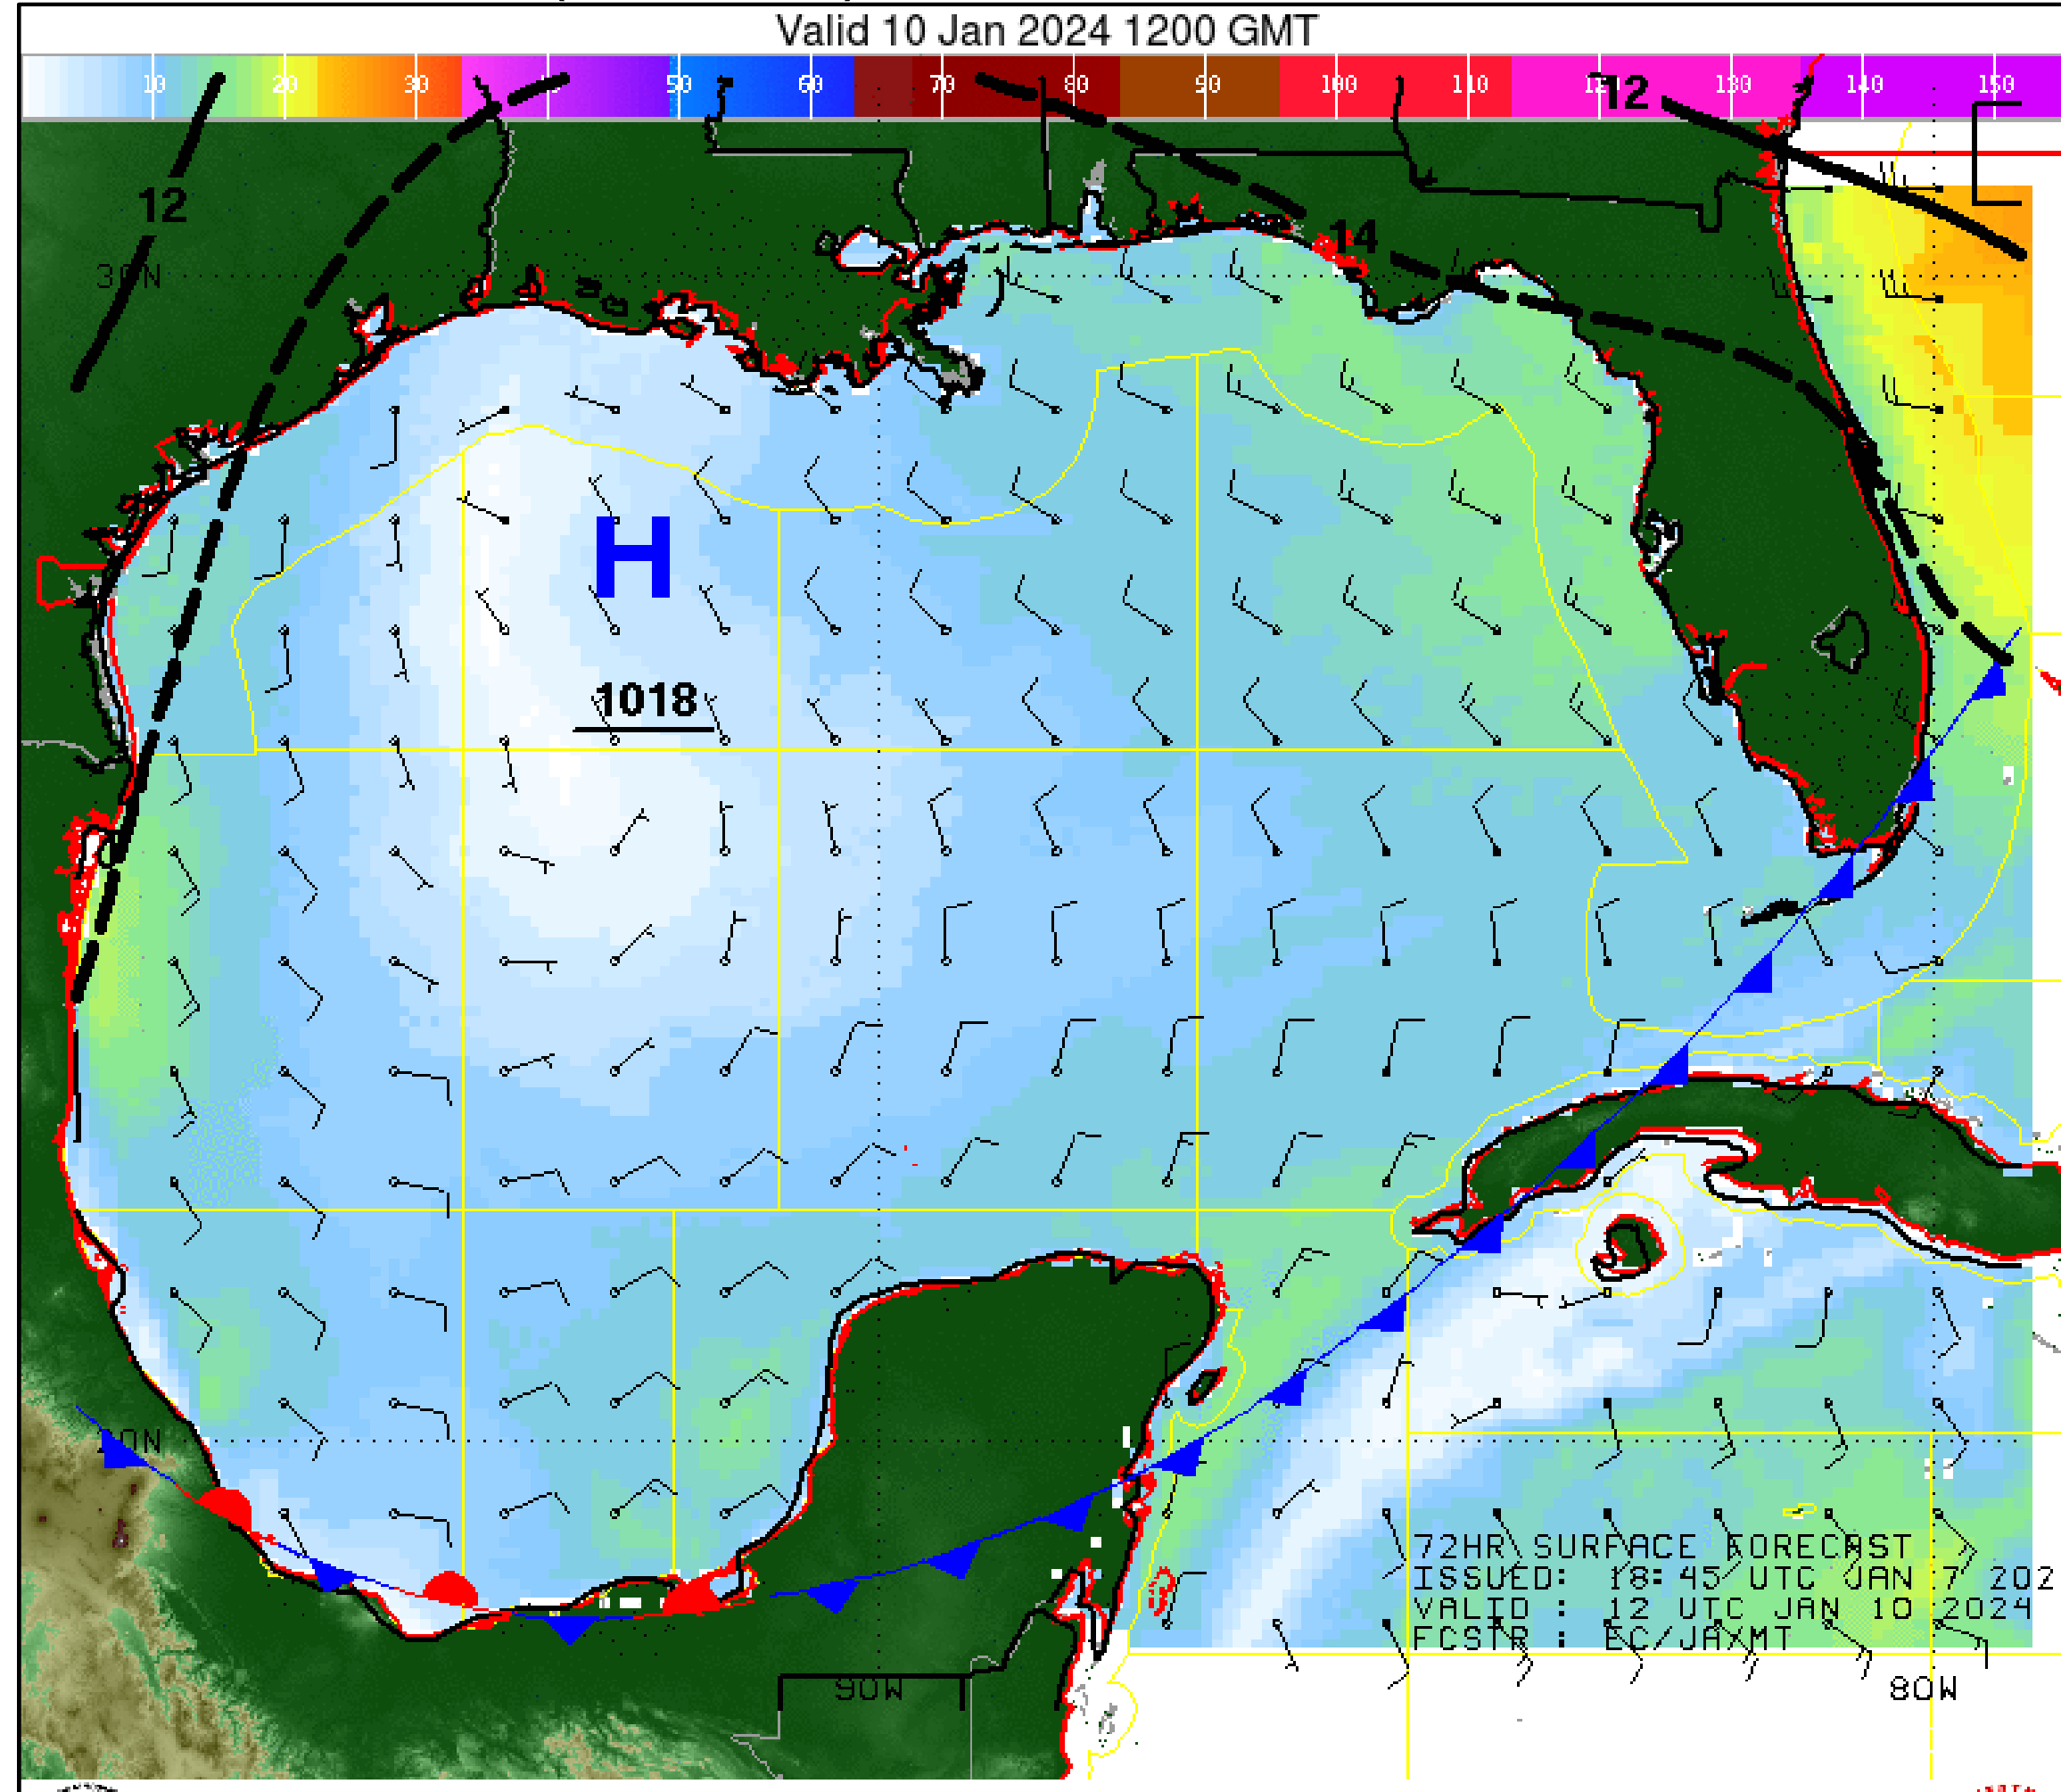 Valid 10 Jan 2024 1200 GMT
10 20 30 50 60 70 80 90 100 110 120 130 140 150
12
12
14
30N
H
1018
20N
72HR SURFACE FORECAST
ISSUED: 18:45 UTC JAN 7 202
VALID : 12 UTC JAN 10 2024
FCSTR : EC/JAXMT
90W
80W